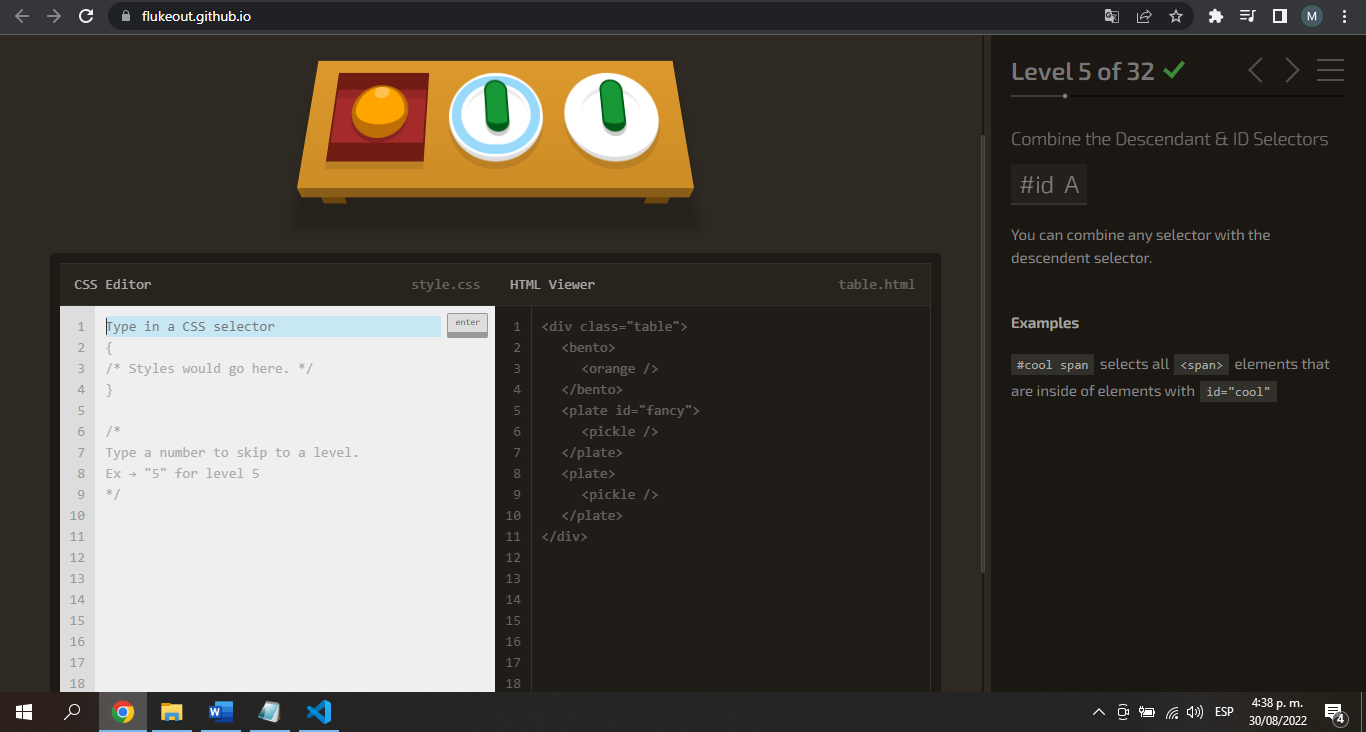 flukeout.github.io
M
Level 5 of 32
Combine the Descendant & ID Selectors
#id A
You can combine any selector with the
descendent selector.
Examples
#cool span selects all <span> elements that
are inside of elements with id="cool"
CSS Editor style.css
1 Type in a CSS selector enter
2 {
3 /* Styles would go here. */
4 }
5
6 /*
7 Type a number to skip to a level.
8 Ex → "5" for level 5
9 */
10
11
12
13
14
15
16
17
18
HTML Viewer table.html
1 <div class="table">
2 <bento>
3 <orange />
4 </bento>
5 <plate id="fancy">
6 <pickle />
7 </plate>
8 <plate>
9 <pickle />
10 </plate>
11 </div>
12
13
14
15
16
17
18
ESP
4:38 p. m.
30/08/2022
4